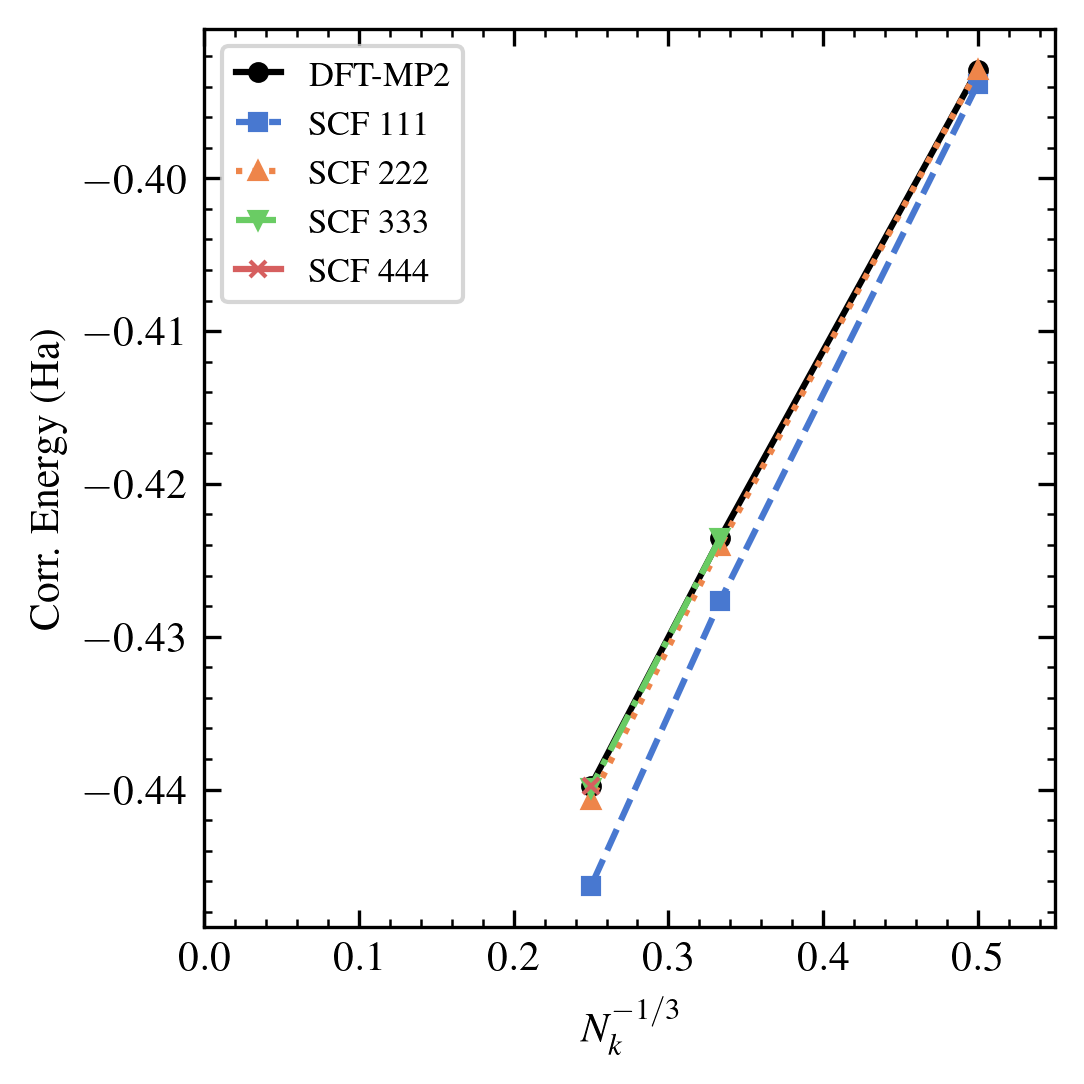 DFT-MP2
SCF 111
SCF 222
SCF 333
SCF 444
−0.40
−0.41
−0.42
−0.43
−0.44
Corr. Energy (Ha)
0.0 0.1 0.2 0.3 0.4 0.5
$N_k^{-1/3}$